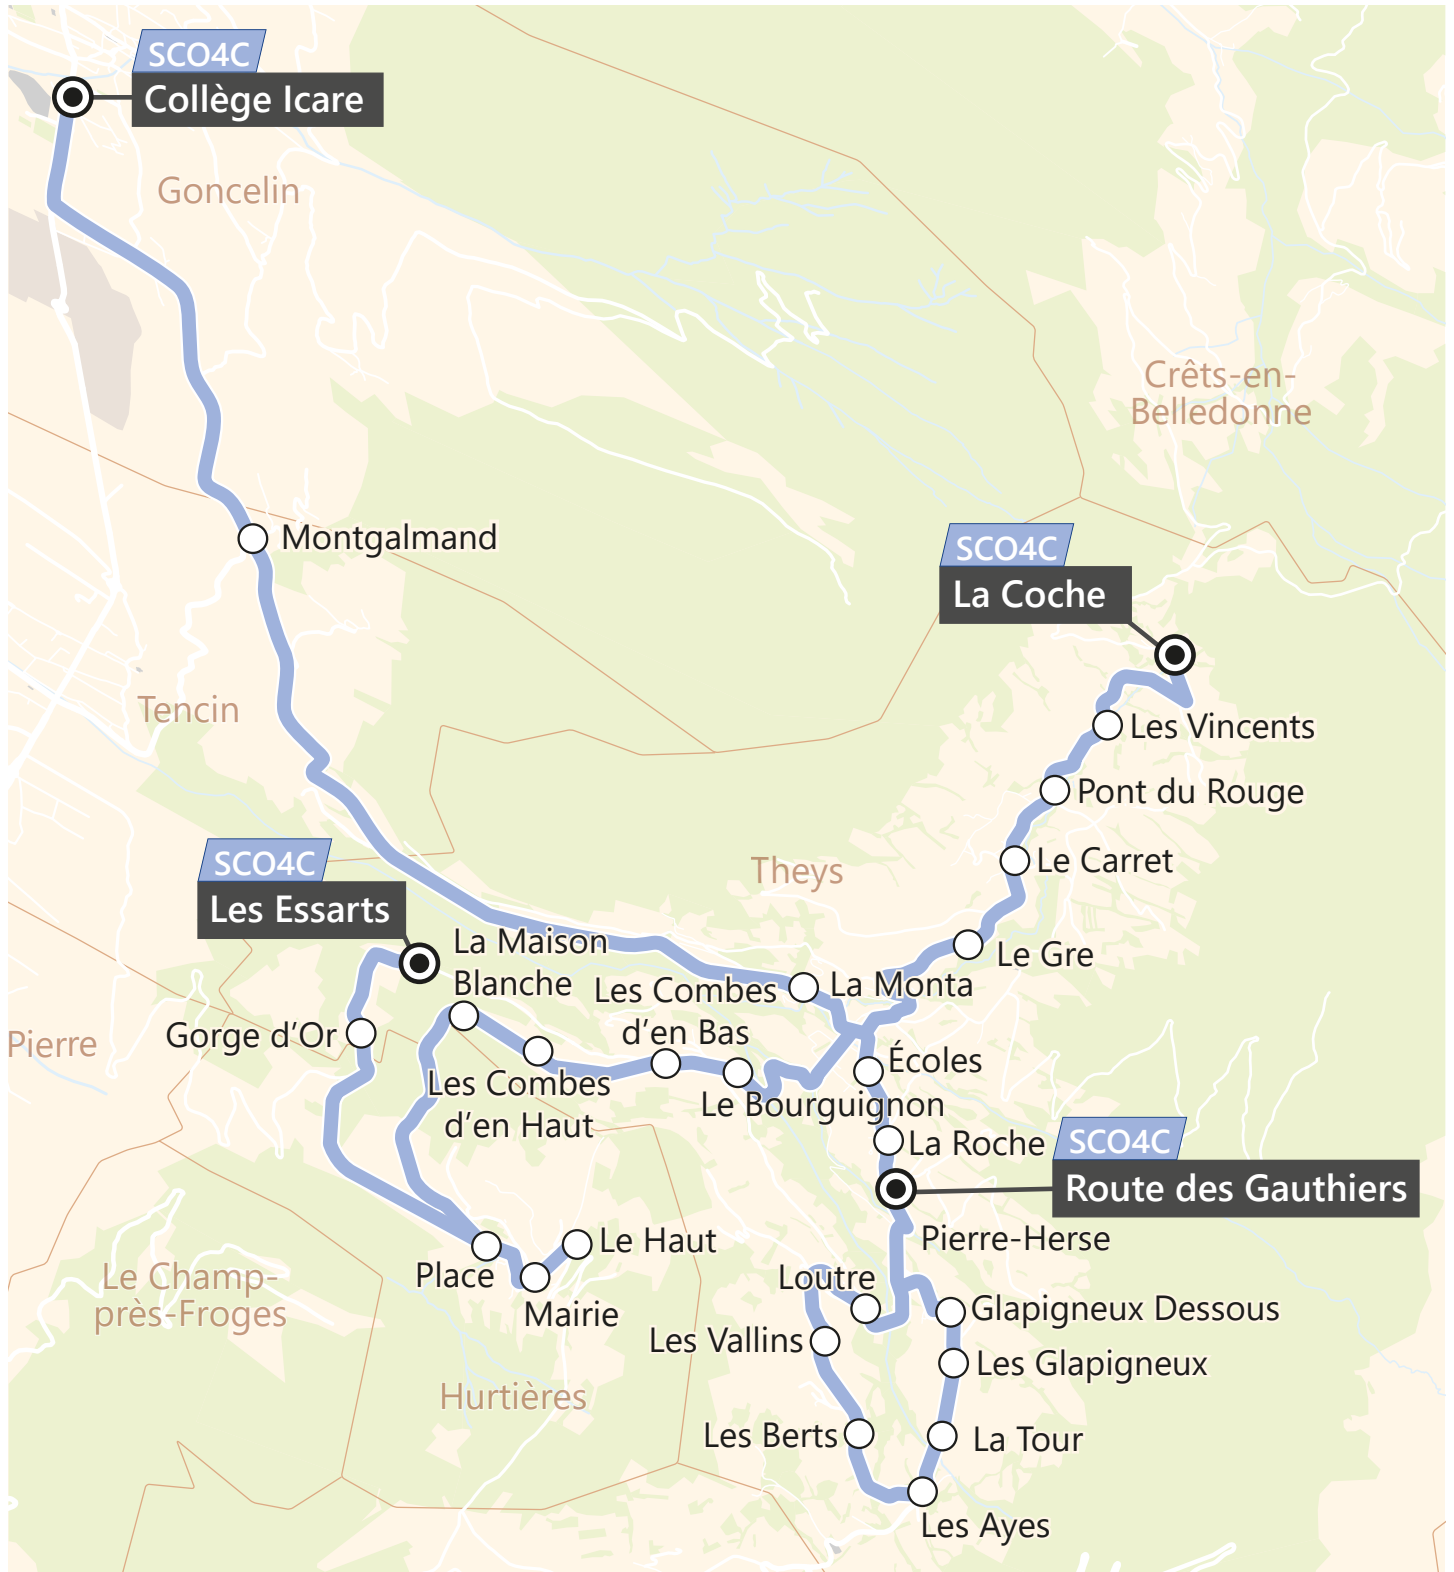 SCO4C
Collège Icare
Goncelin
Crêts-en-
Belledonne
Montgalmand
SCO4C
La Coche
Tencin
Les Vincents
Pont du Rouge
SCO4C
Les Essarts
Theys
Le Carret
La Maison
Blanche
Le Gre
Les Combes
d'en Bas
La Monta
Gorge d'Or
Pierre
Écoles
Les Combes
d'en Haut
Le Bourguignon
La Roche
SCO4C
Route des Gauthiers
Pierre-Herse
Le Haut
Place
Mairie
Le Champ-
près-Froges
Loutre
Glapigneux Dessous
Les Vallins
Les Glapigneux
Hurtières
Les Berts
La Tour
Les Ayes